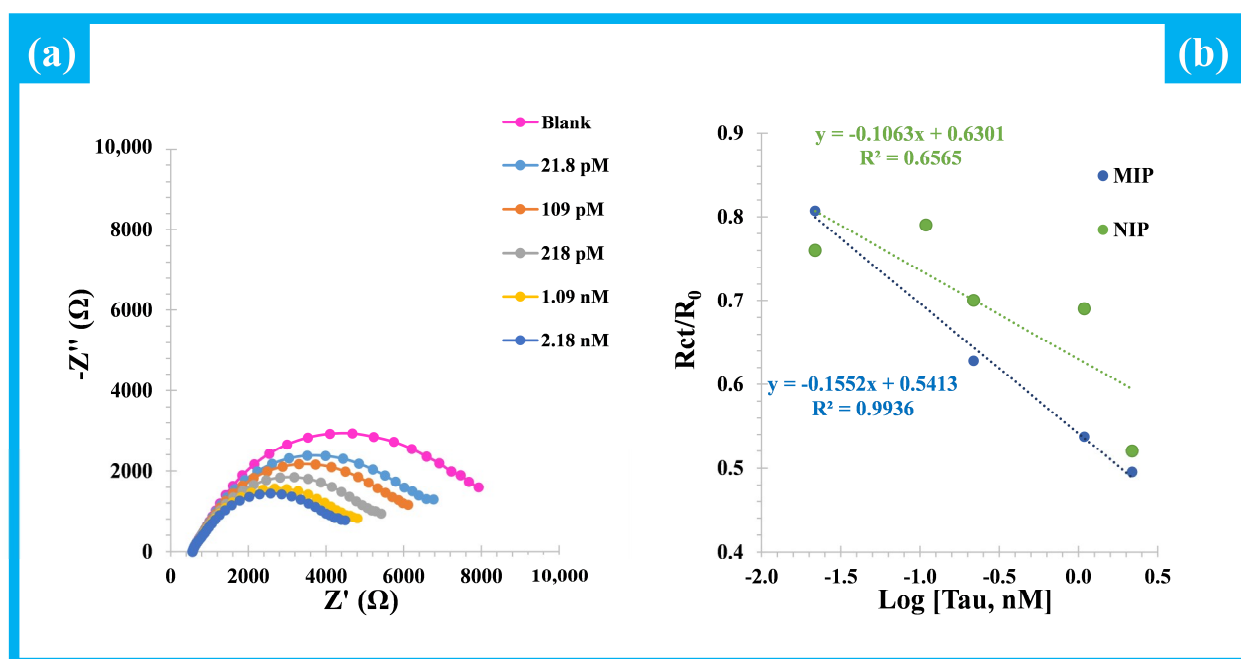 (a)
(b)
Blank
21.8 pM
109 pM
218 pM
1.09 nM
2.18 nM
10,000
8000
6000
4000
2000
0
-Z'' (Ω)
0
2000
4000
6000
8000
10,000
Z' (Ω)
y = -0.1063x + 0.6301
R² = 0.6565
MIP
NIP
y = -0.1552x + 0.5413
R² = 0.9936
0.9
0.8
0.7
0.6
0.5
0.4
Rct/R₀
-2.0
-1.5
-1.0
-0.5
0.0
0.5
Log [Tau, nM]